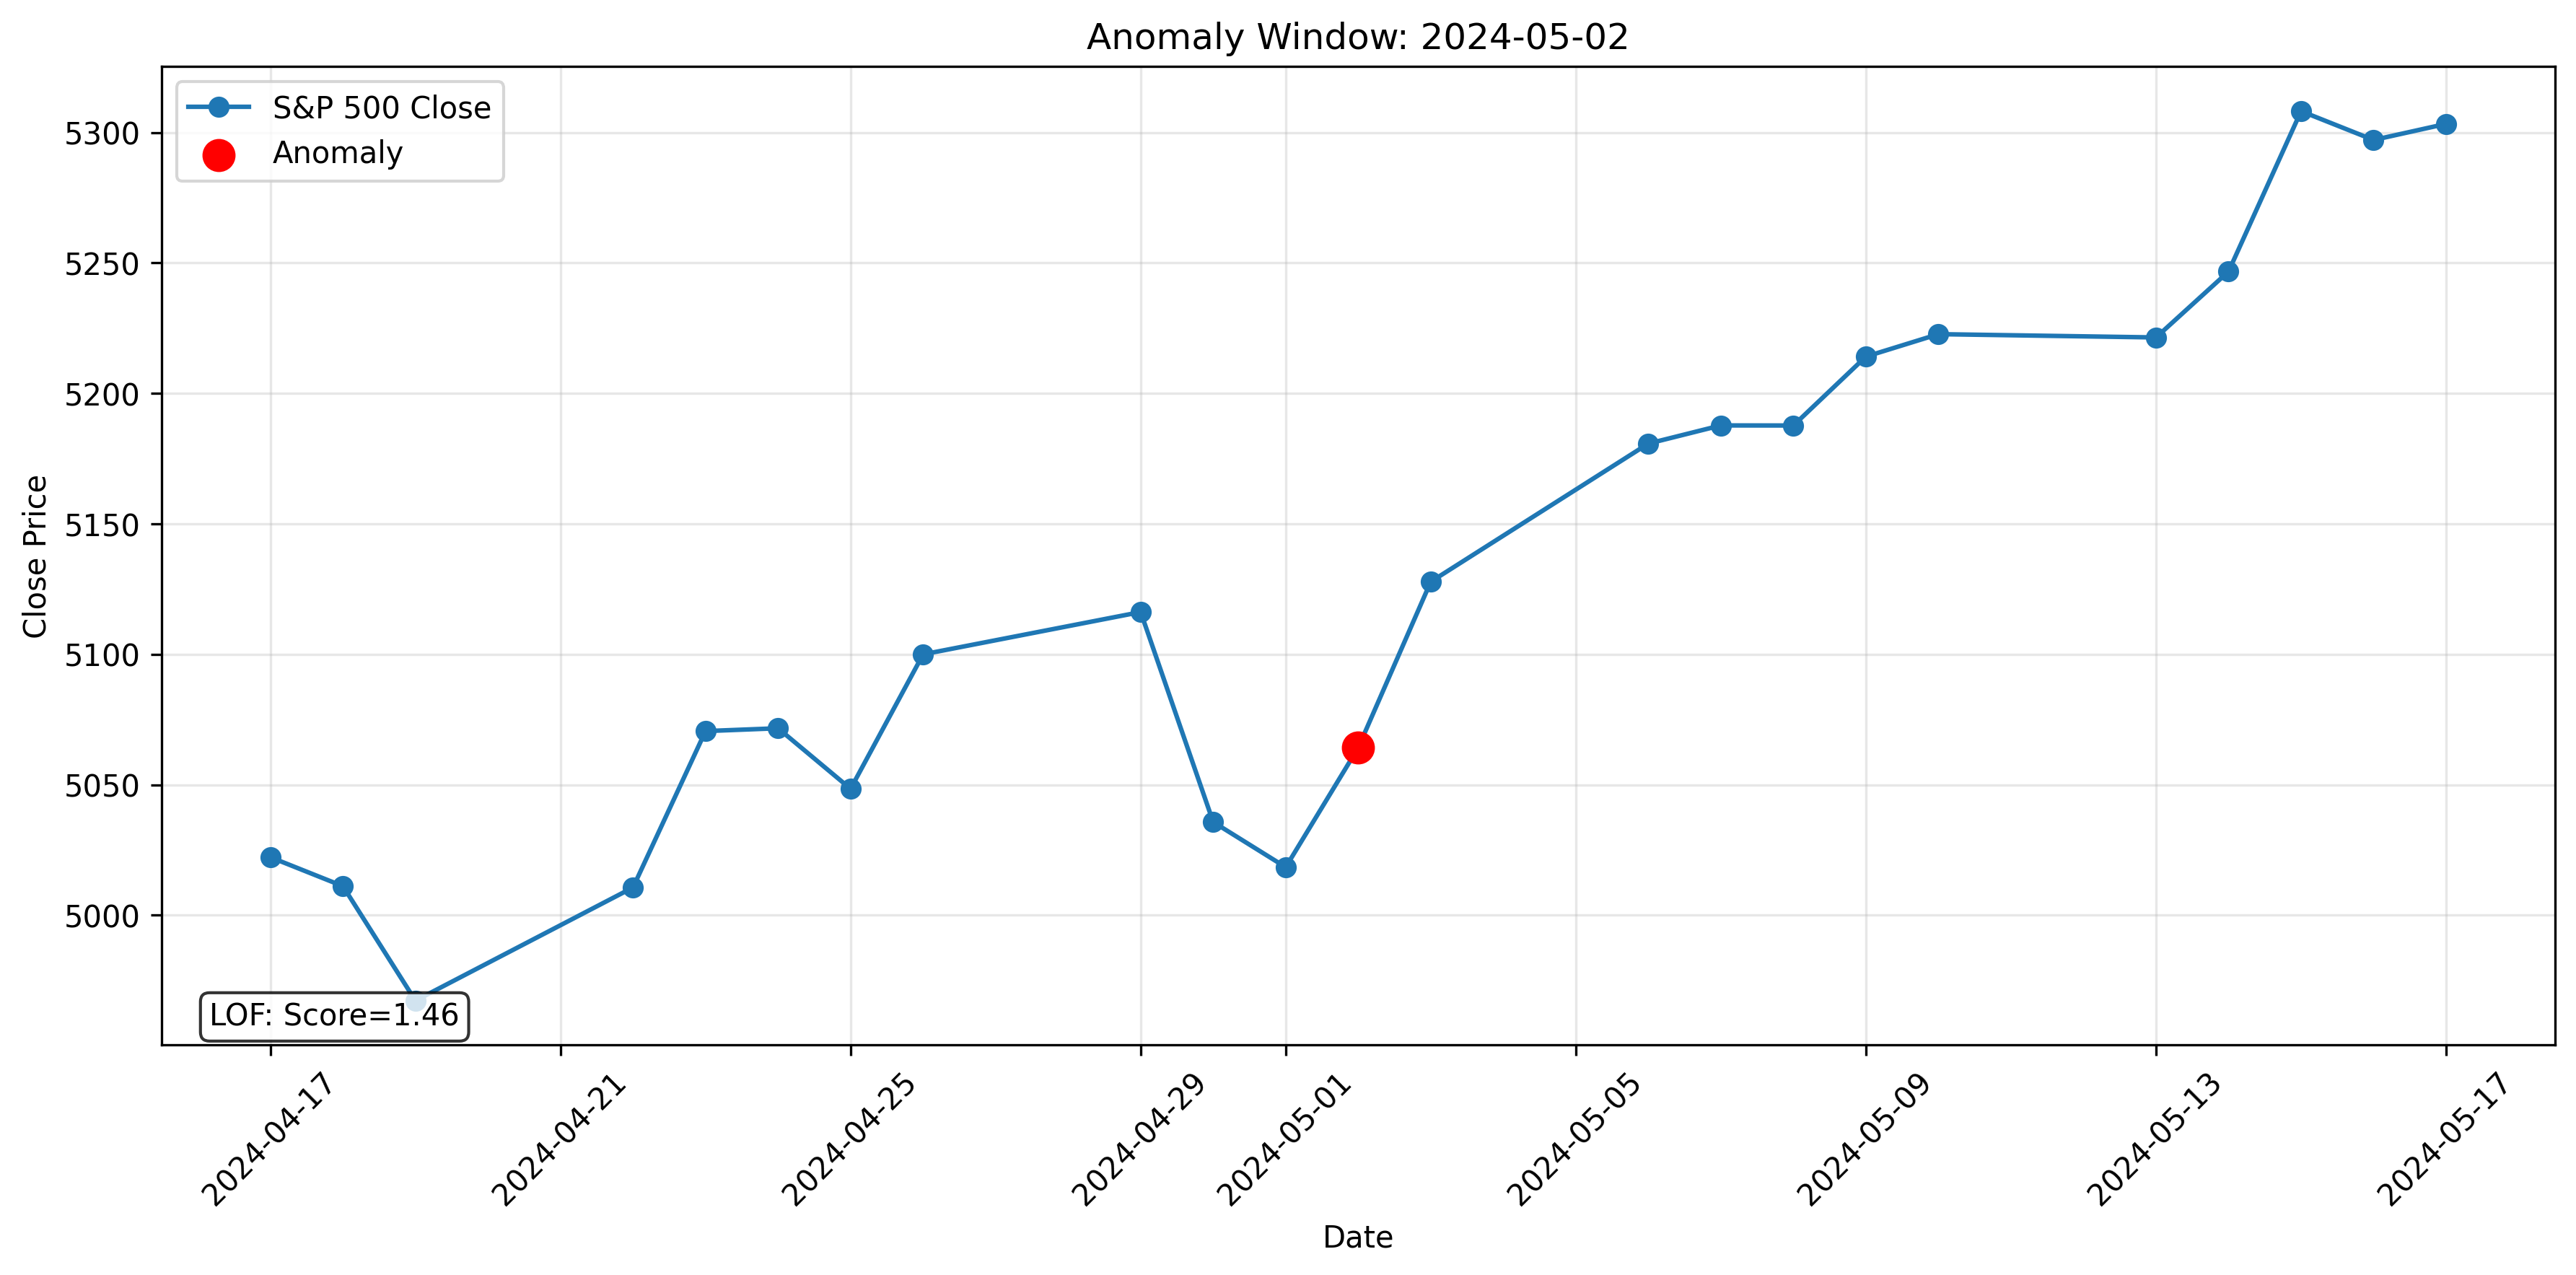 Anomaly Window: 2024-05-02
S&P 500 Close
Anomaly
5300
5250
5200
5150
5100
5050
5000
Close Price
LOF: Score=1.46
2024-04-17
2024-04-21
2024-04-25
2024-04-29
2024-05-01
2024-05-05
2024-05-09
2024-05-13
2024-05-17
Date